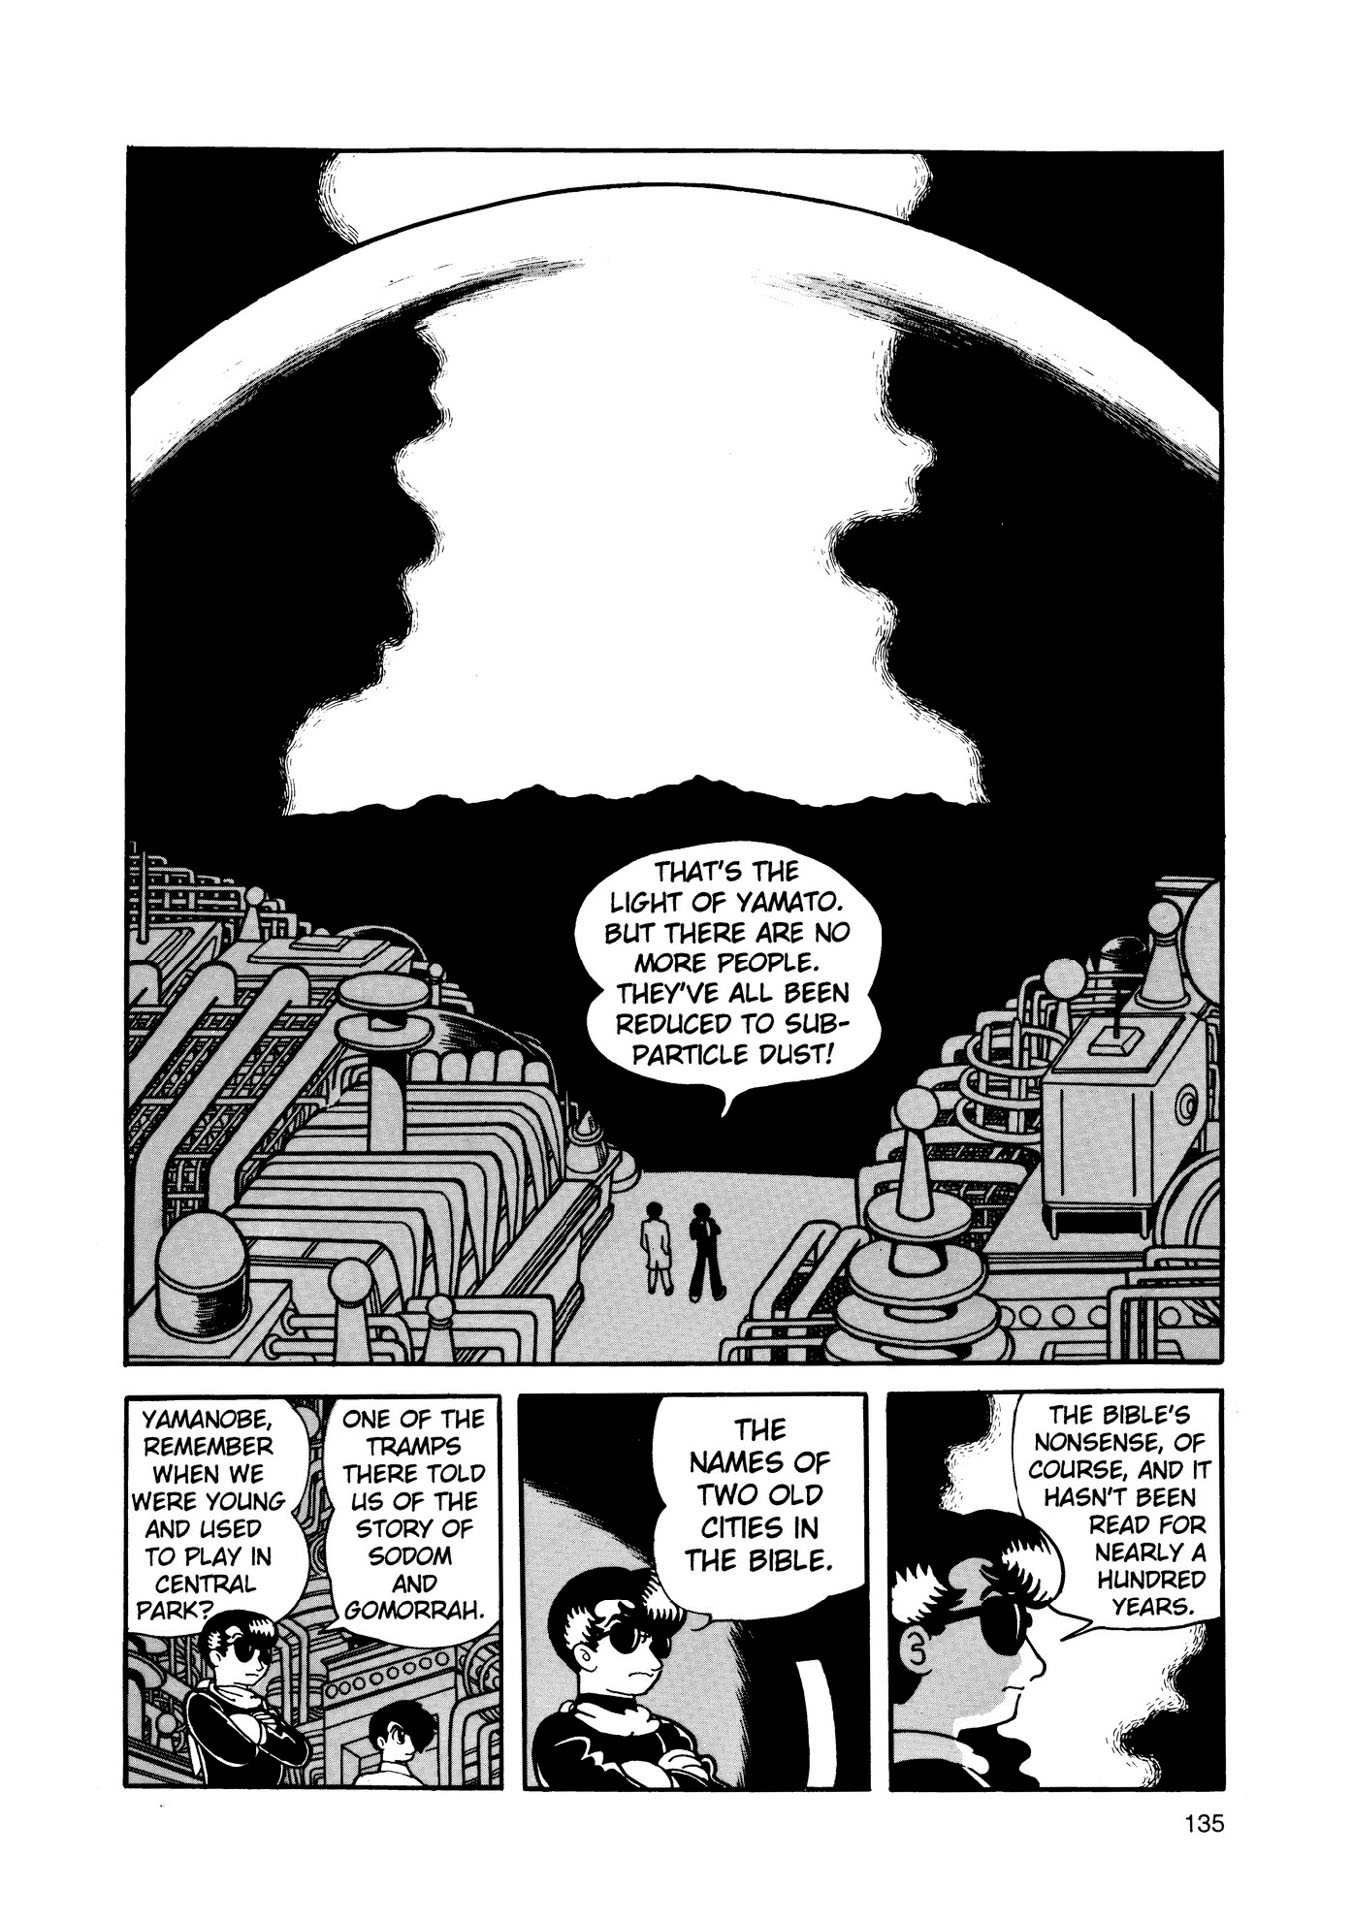 THAT'S THE
LIGHT OF YAMATO.
BUT THERE ARE NO
MORE PEOPLE.
THEY'VE ALL BEEN
REDUCED TO SUB-
PARTICLE DUST!
YAMANOBE,
REMEMBER
WHEN WE
WERE YOUNG
AND USED
TO PLAY IN
CENTRAL
PARK?
ONE OF THE
TRAMPS
THERE TOLD
US OF THE
STORY OF
SODOM
AND
GOMORRAH.
THE
NAMES OF
TWO OLD
CITIES IN
THE BIBLE.
THE BIBLE'S
NONSENSE, OF
COURSE, AND IT
HASN'T BEEN
READ FOR
NEARLY A
HUNDRED
YEARS.
135